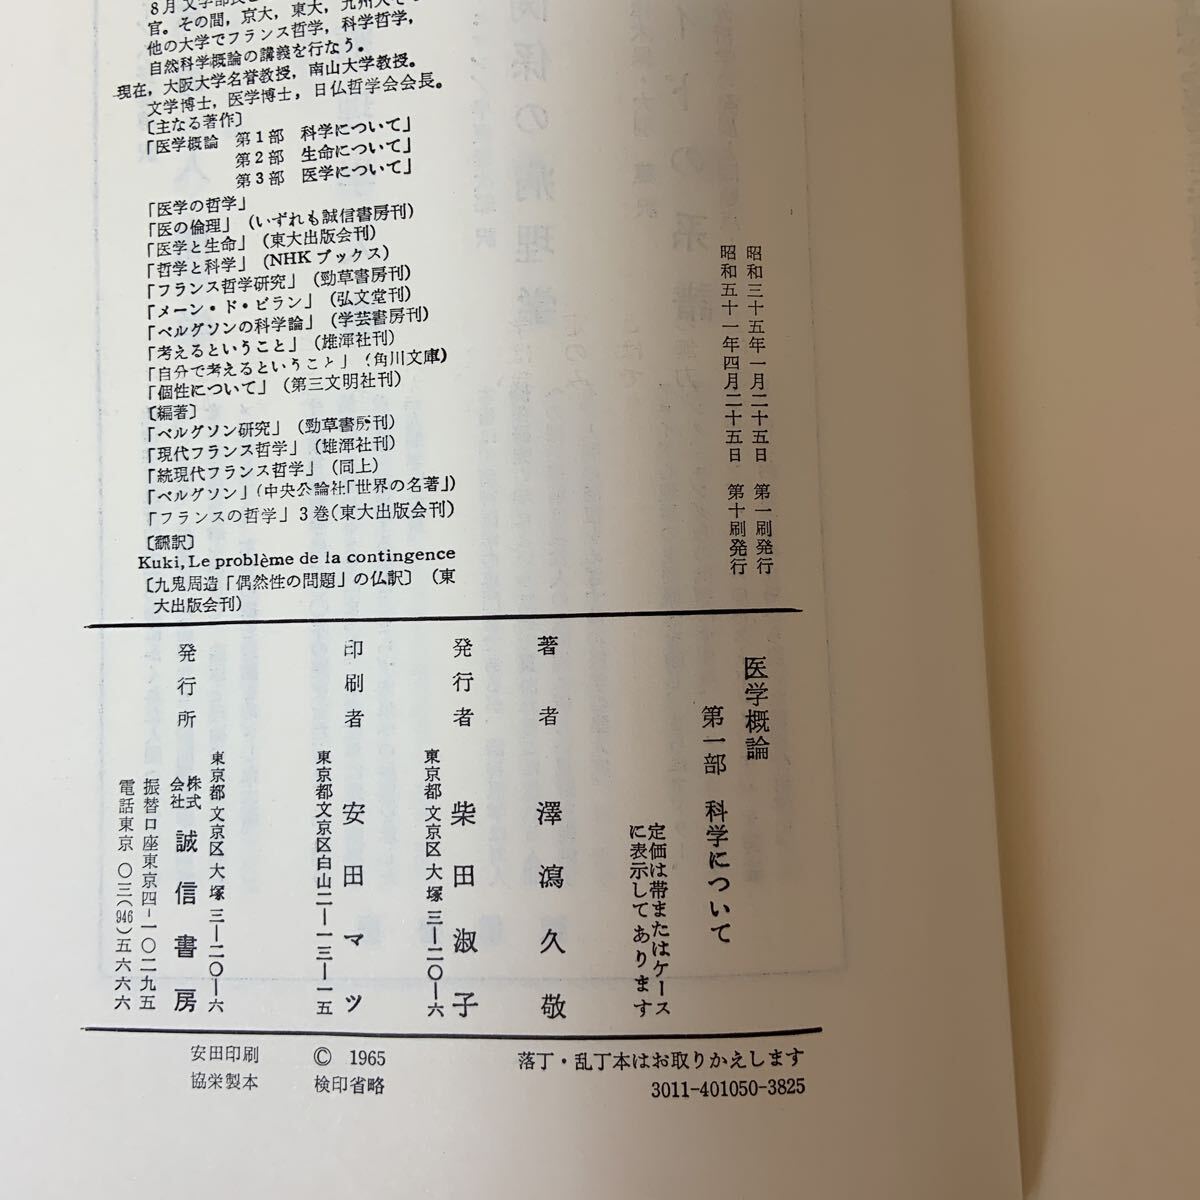 8月文学部長と
官。その間，京大，東大，九州大その
他の大学でフランス哲学，科学哲学，
自然科学概論の講義を行なう。
現在，大阪大学名誉教授，南山大学教授。
文学博士，医学博士，日仏哲学会会長。
〔主なる著作〕
「医学概論　第1部　科学について」
第2部　生命について」
第3部　医学について」
「医学の哲学」
「医の倫理」（いずれも誠信書房刊）
「医学と生命」（東大出版会刊）
「哲学と科学」（NHKブックス）
「フランス哲学研究」（勁草書房刊）
「メーン・ド・ビラン」（弘文堂刊）
「ベルグソンの科学論」（学芸書房刊）
「考えるということ」（雄渾社刊）
「自分で考えるということ」（角川文庫）
「個性について」（第三文明社刊）
〔編著〕
「ベルグソン研究」（勁草書房刊）
「現代フランス哲学」（雄渾社刊）
「続現代フランス哲学」（同上）
「ベルグソン」（中央公論社「世界の名著」）
「フランスの哲学」3巻（東大出版会刊）
〔翻訳〕
Kuki, Le problème de la contingence
〔九鬼周造「偶然性の問題」の仏訳〕（東
大出版会刊）
昭和三十五年一月二十五日　第一刷発行
昭和五十一年四月二十五日　第十刷発行
医学概論
第一部　科学について
定価は帯またはケース
に表示してあります
著者　澤瀉久敬
発行者　柴田淑子
東京都文京区大塚三―二〇―六
印刷者　安田マツ
東京都文京区白山二―一三―一五
東京都文京区大塚三―二〇―六
発行所　株式会社　誠信書房
振替口座東京四―一〇二九五
電話東京　〇三(946)五六六六
安田印刷　© 1965　落丁・乱丁本はお取りかえします
協栄製本　検印省略　3011-401050-3825